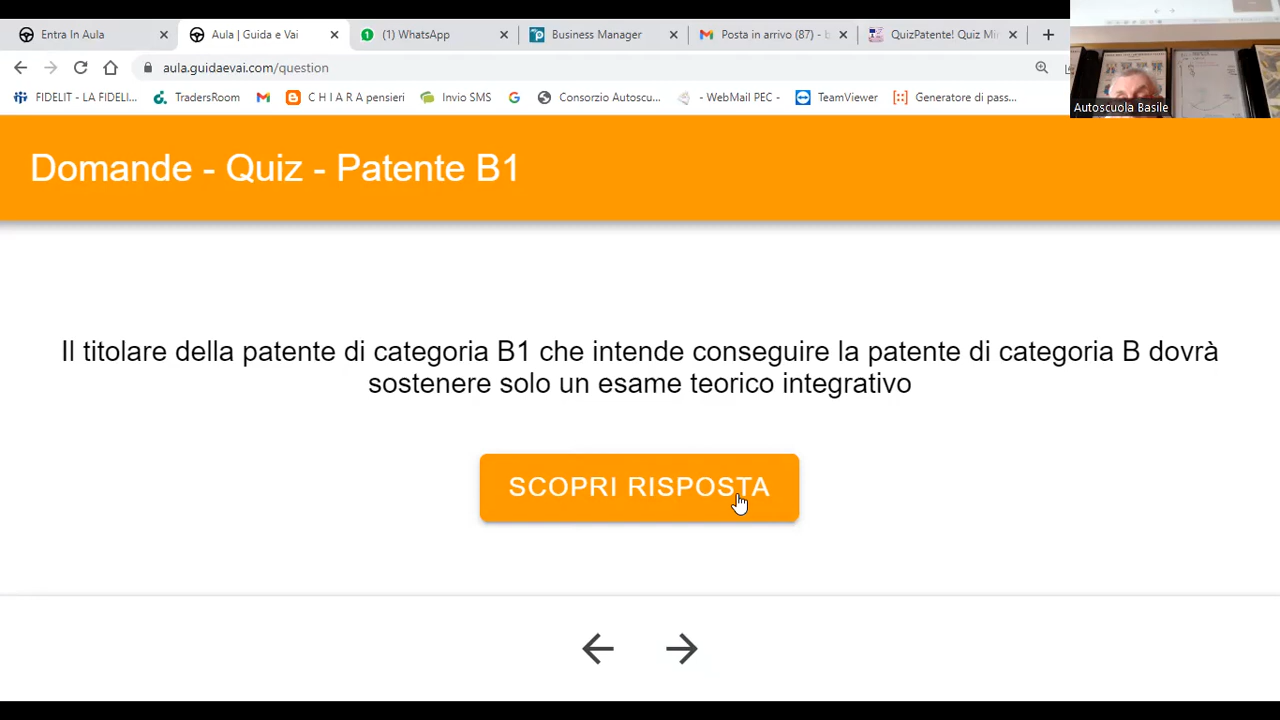 Entra In Aula
Aula | Guida e Vai
(1) WhatsApp
Business Manager
Posta in arrivo (87) - b
QuizPatente! Quiz Mi
aula.guidaevai.com/question
FIDELIT - LA FIDELI...
TradersRoom
C H I A R A pensieri
Invio SMS
Consorzio Autoscu...
- WebMail PEC -
TeamViewer
Generatore di pass...
Autoscuola Basile
Domande - Quiz - Patente B1
Il titolare della patente di categoria B1 che intende conseguire la patente di categoria B dovrà
sostenere solo un esame teorico integrativo
SCOPRI RISPOSTA